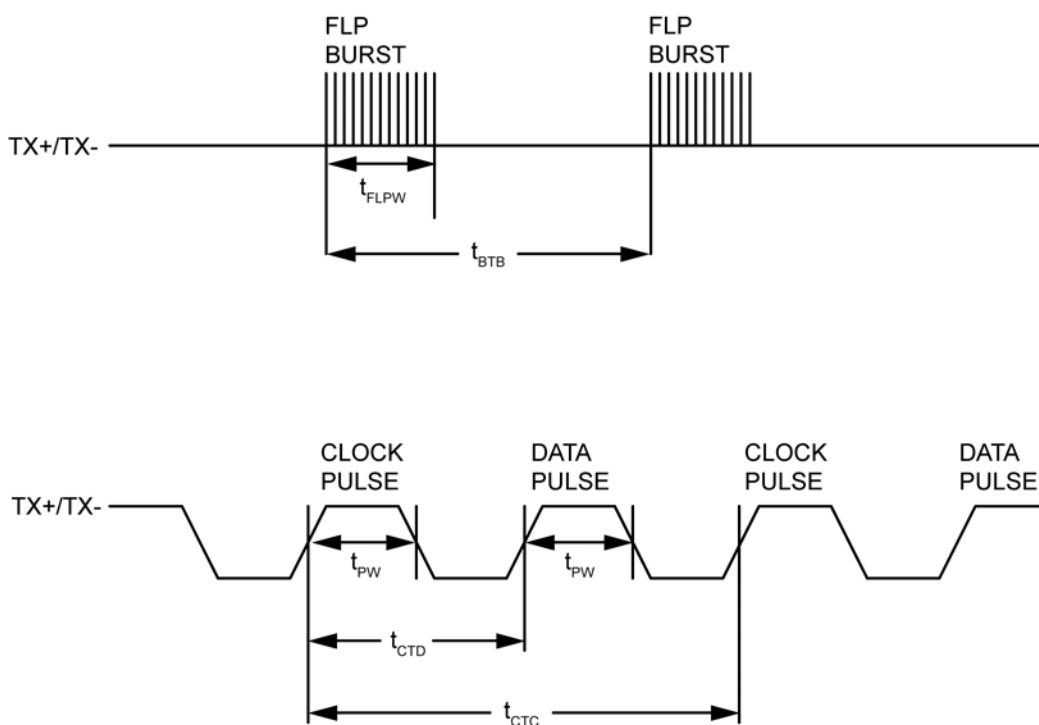 FLP
BURST
FLP
BURST
TX+/TX-
tFLPW
tBTB
CLOCK
PULSE
DATA
PULSE
CLOCK
PULSE
DATA
PULSE
TX+/TX-
tPW
tPW
tCTD
tCTC